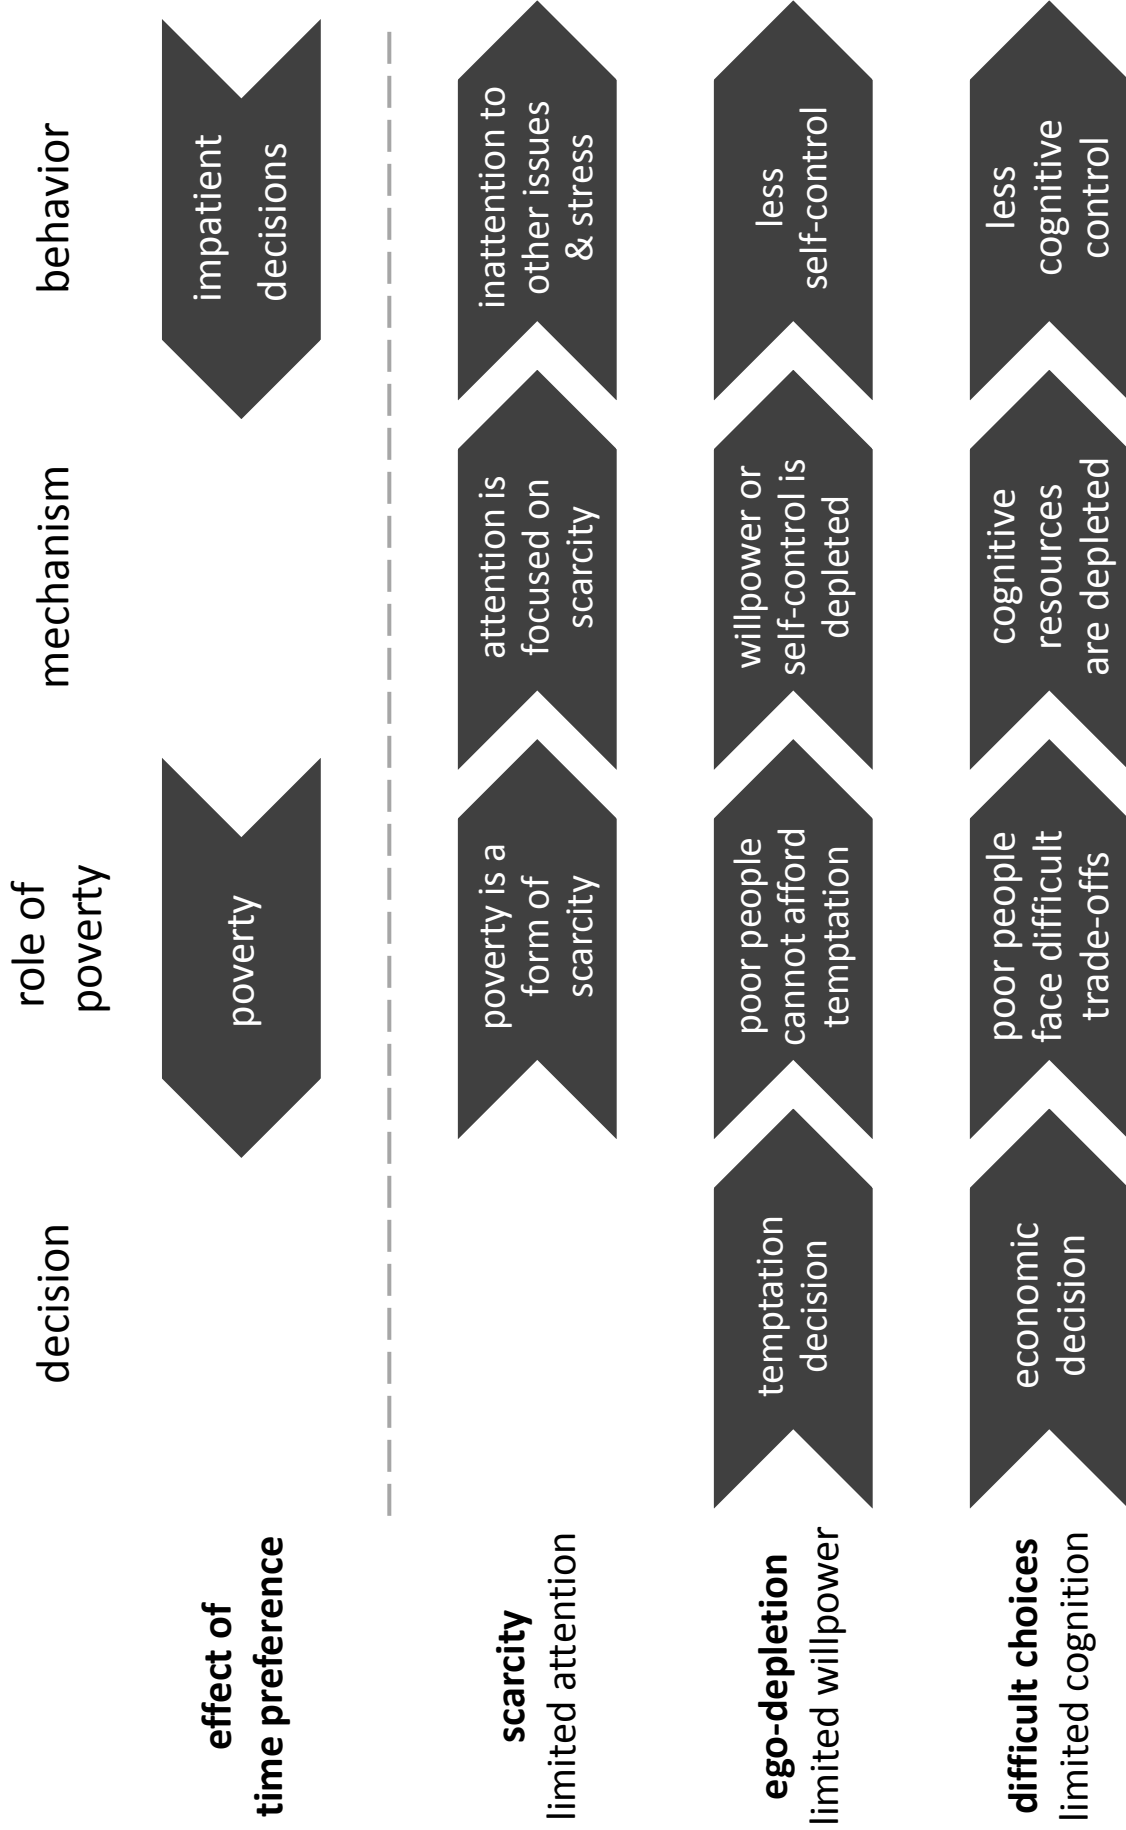 decision
role of
poverty
mechanism
behavior
effect of
time preference
poverty
impatient
decisions
scarcity
limited attention
poverty is a
form of
scarcity
attention is
focused on
scarcity
inattention to
other issues
& stress
ego-depletion
limited willpower
temptation
decision
poor people
cannot afford
temptation
willpower or
self-control is
depleted
less
self-control
difficult choices
limited cognition
economic
decision
poor people
face difficult
trade-offs
cognitive
resources
are depleted
less
cognitive
control